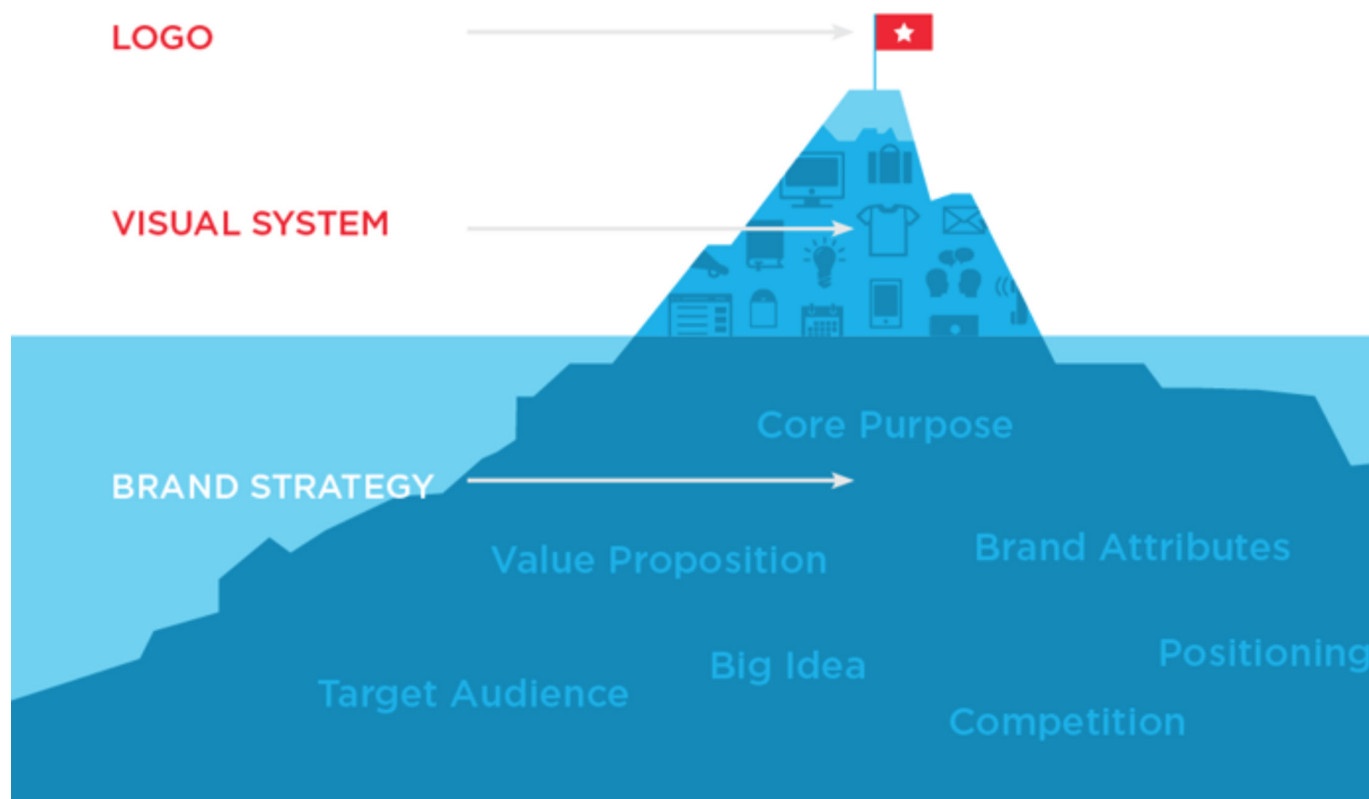 LOGO
VISUAL SYSTEM
Core Purpose
BRAND STRATEGY
Value Proposition
Brand Attributes
Big Idea
Positioning
Target Audience
Competition